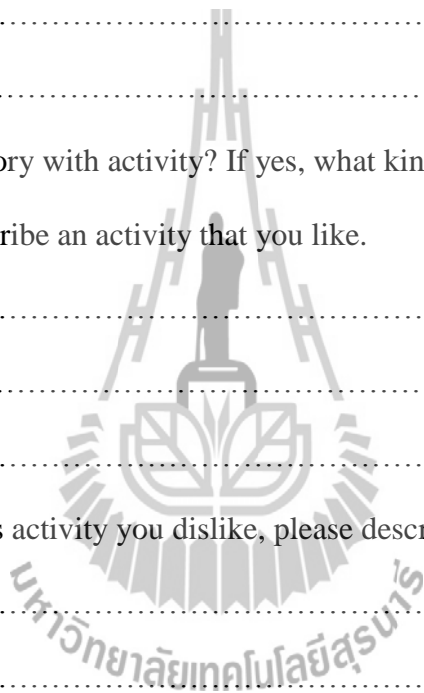 ory with activity? If yes, what kin
ribe an activity that you like.
s activity you dislike, please descr
มหาวิทยาลัยเทคโนโลยีสุรนารี